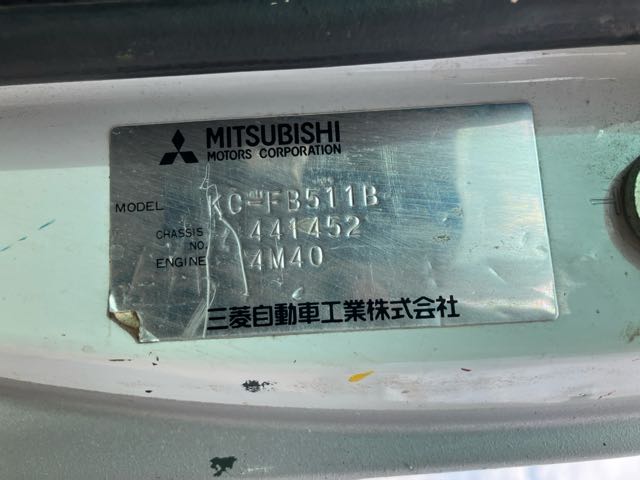 MITSUBISHI
MOTORS CORPORATION
MODEL KC-FB511B
CHASSIS NO. 441452
ENGINE 4M40
三菱自動車工業株式会社